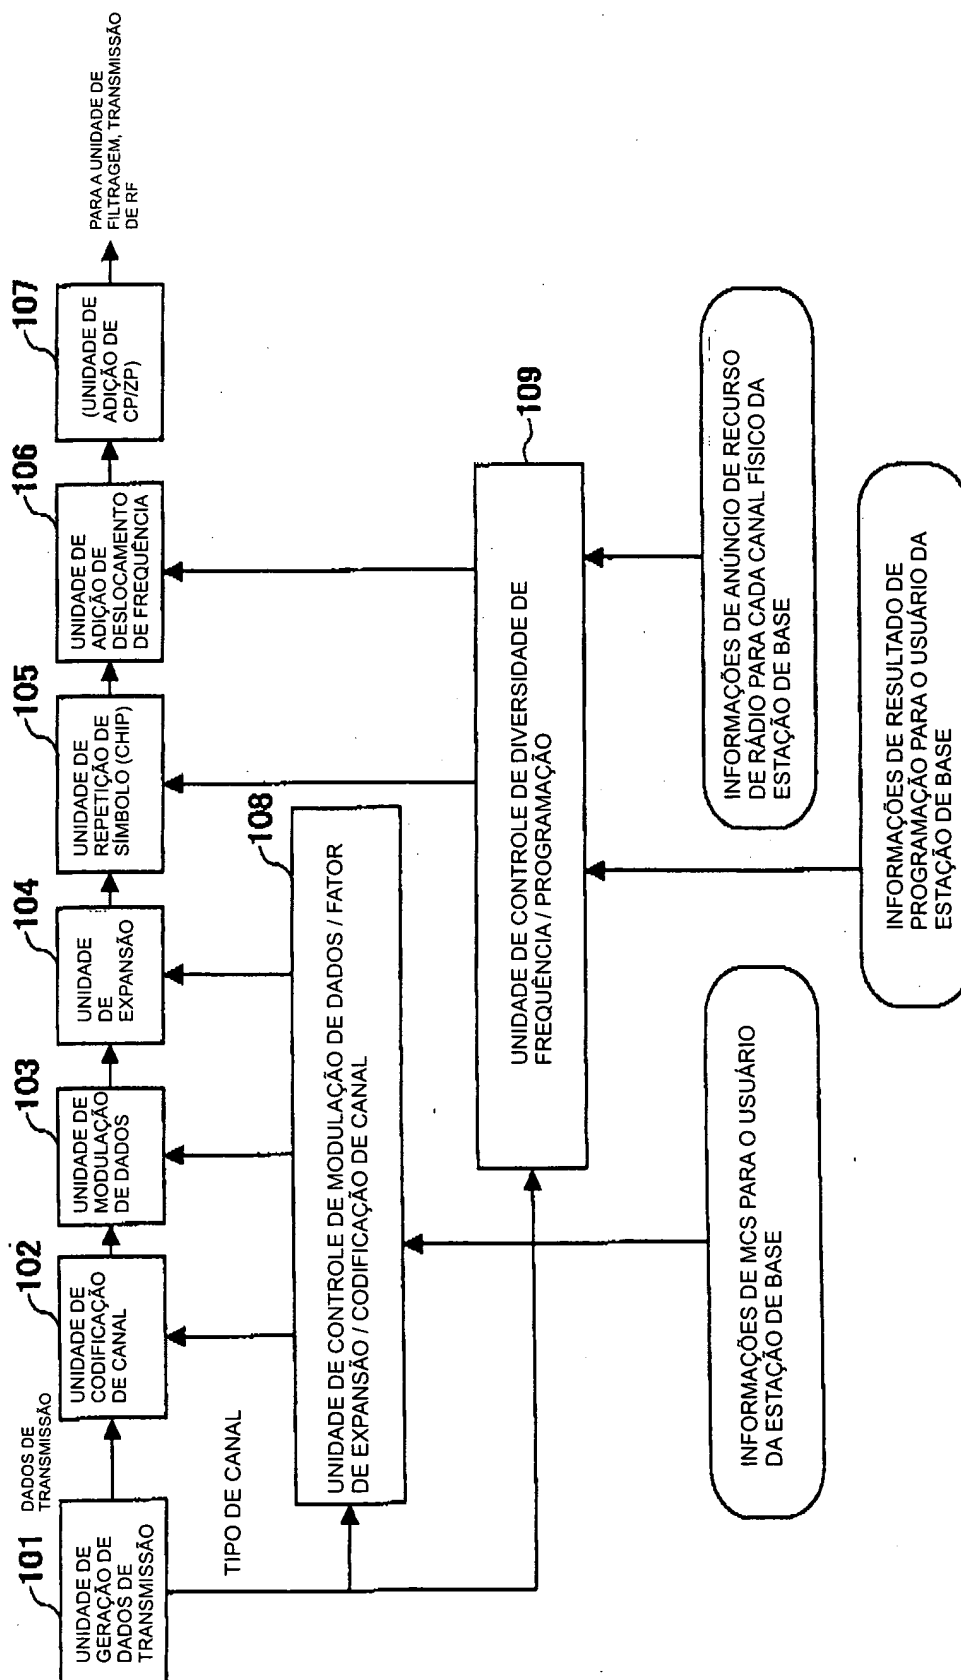 101
UNIDADE DE
GERAÇÃO DE
DADOS DE
TRANSMISSÃO
DADOS DE
TRANSMISSÃO
102
UNIDADE DE
CODIFICAÇÃO
DE CANAL
103
UNIDADE DE
MODULAÇÃO
DE DADOS
104
UNIDADE
DE
EXPANSÃO
105
UNIDADE DE
REPETIÇÃO DE
SÍMBOLO (CHIP)
106
UNIDADE DE
ADIÇÃO DE
DESLOCAMENTO
DE FREQUÊNCIA
107
(UNIDADE DE
ADIÇÃO DE
CP/ZP)
PARA A UNIDADE DE
FILTRAGEM, TRANSMISSÃO
DE RF
TIPO DE CANAL
108
UNIDADE DE CONTROLE DE MODULAÇÃO DE DADOS / FATOR
DE EXPANSÃO / CODIFICAÇÃO DE CANAL
109
UNIDADE DE CONTROLE DE DIVERSIDADE DE
FREQUÊNCIA / PROGRAMAÇÃO
INFORMAÇÕES DE MCS PARA O USUÁRIO
DA ESTAÇÃO DE BASE
INFORMAÇÕES DE ANÚNCIO DE RECURSO
DE RÁDIO PARA CADA CANAL FÍSICO DA
ESTAÇÃO DE BASE
INFORMAÇÕES DE RESULTADO DE
PROGRAMAÇÃO PARA O USUÁRIO DA
ESTAÇÃO DE BASE